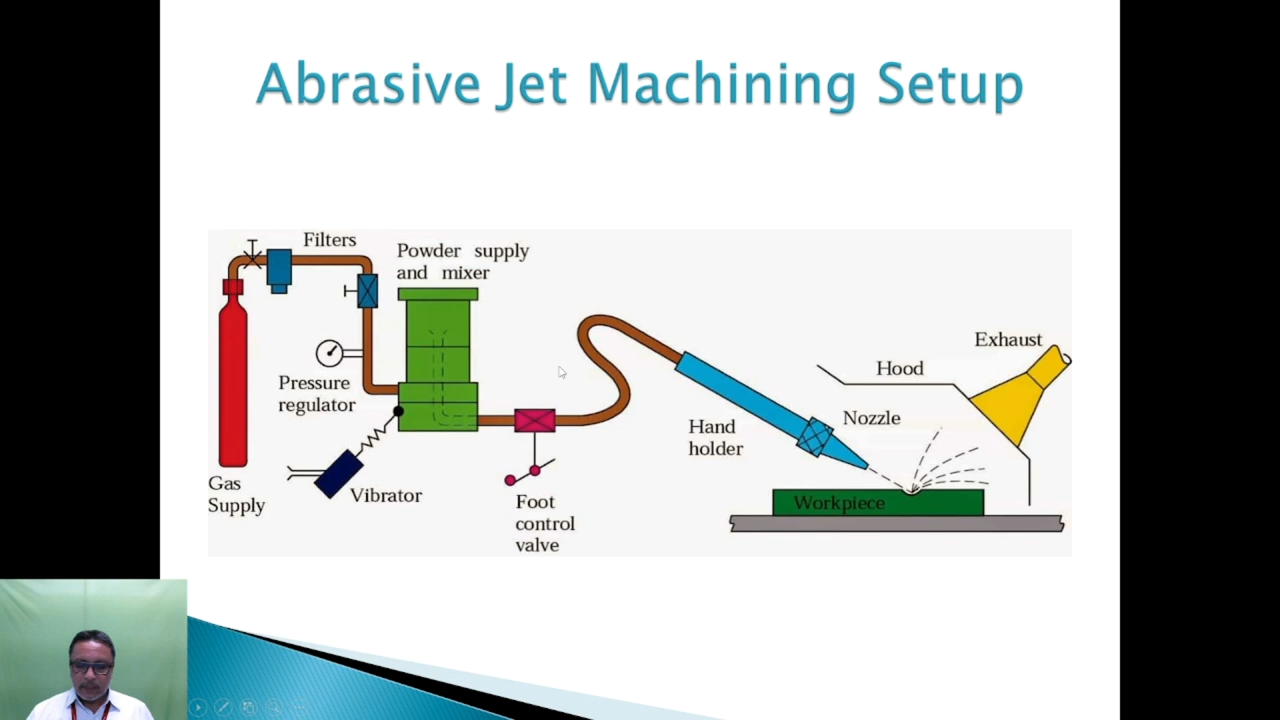 Abrasive Jet Machining Setup
Filters
Powder supply
and mixer
Pressure
regulator
Gas
Supply
Vibrator
Foot
control
valve
Hand
holder
Nozzle
Hood
Exhaust
Workpiece